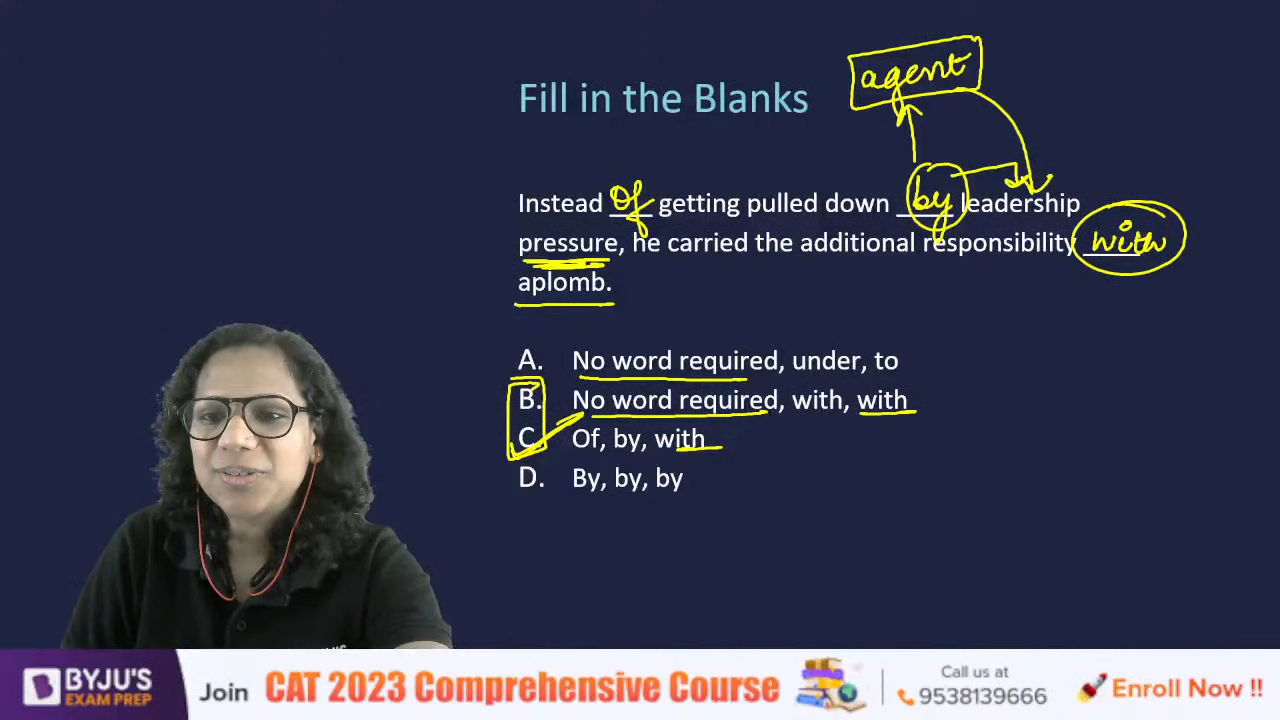 agent
Fill in the Blanks
Instead of getting pulled down by leadership
pressure, he carried the additional responsibility with
aplomb.
A. No word required, under, to
B. No word required, with, with
C. Of, by, with
D. By, by, by
BYJU'S
EXAM PREP
Join CAT 2023 Comprehensive Course
Call us at
9538139666
Enroll Now !!